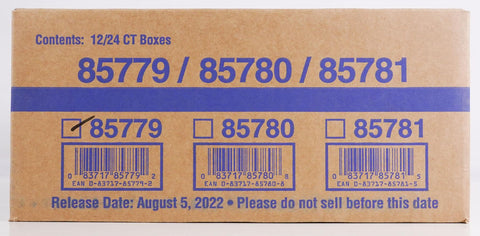 Contents: 12/24 CT Boxes
85779 / 85780 / 85781
85779 85780 85781
0 83717 85779 2 0 83717 85780 8 0 83717 85781 5
EAN 0-83717-85779-2 EAN 0-83717-85780-8 EAN 0-83717-85781-5
Release Date: August 5, 2022 • Please do not sell before this date